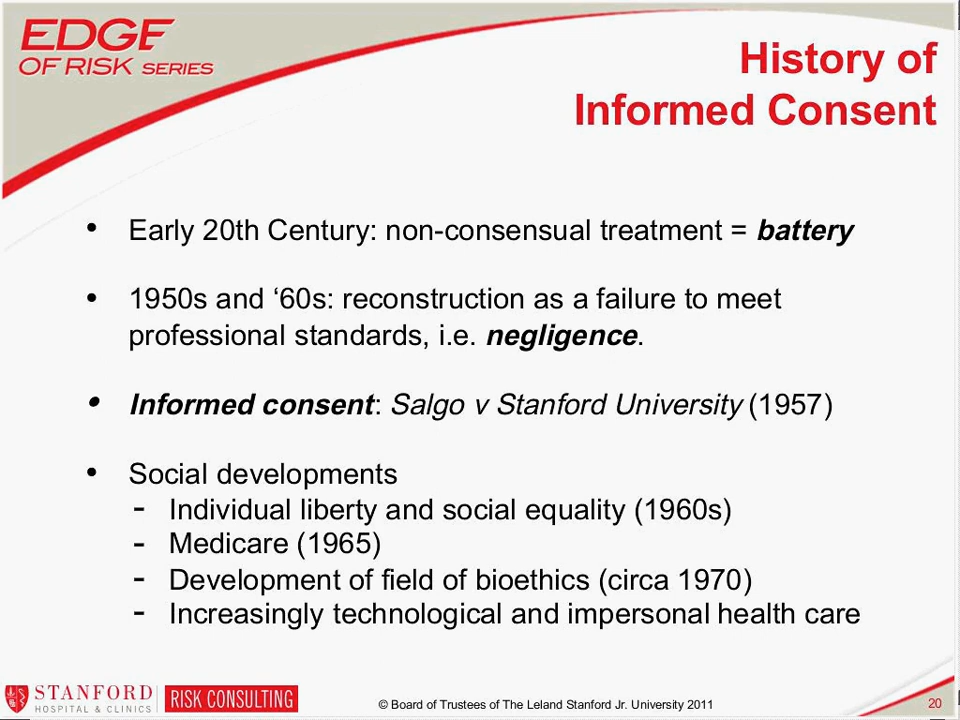 EDGE
OF RISK SERIES
History of
Informed Consent
• Early 20th Century: non-consensual treatment = battery
• 1950s and ‘60s: reconstruction as a failure to meet
professional standards, i.e. negligence.
• Informed consent: Salgo v Stanford University (1957)
• Social developments
- Individual liberty and social equality (1960s)
- Medicare (1965)
- Development of field of bioethics (circa 1970)
- Increasingly technological and impersonal health care
STANFORD
HOSPITAL & CLINICS
RISK CONSULTING
© Board of Trustees of The Leland Stanford Jr. University 2011
20